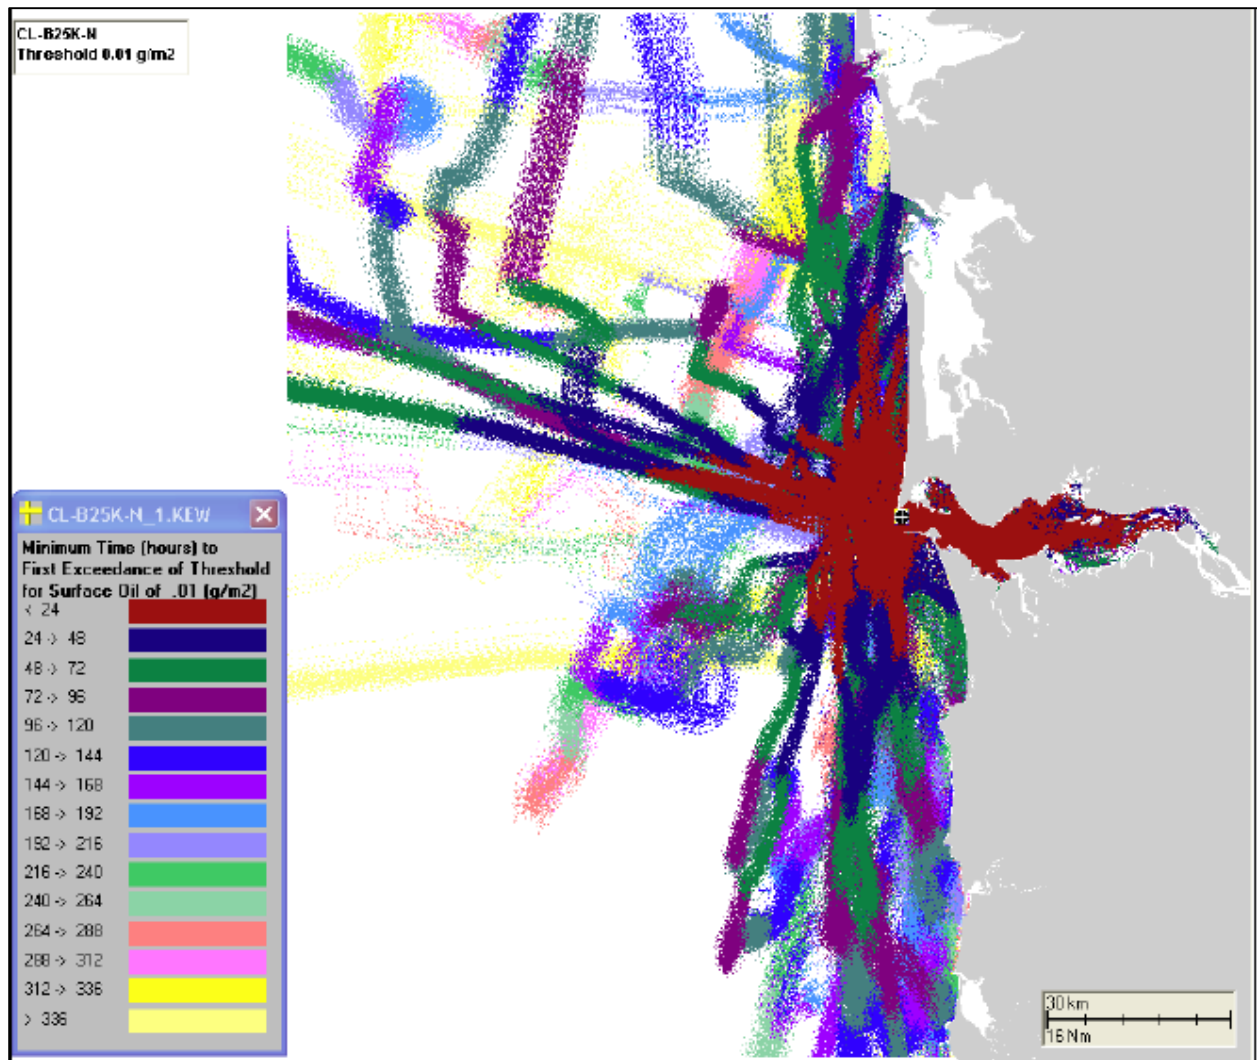 CL-B25K-N
Threshold 0.01 g/m2
CL-B25K-N_1.KEW
Minimum Time (hours) to
First Exceedance of Threshold
for Surface Oil of .01 (g/m2)
< 24
24 -> 48
48 -> 72
72 -> 96
96 -> 120
120 -> 144
144 -> 168
168 -> 192
192 -> 216
216 -> 240
240 -> 264
264 -> 288
288 -> 312
312 -> 336
> 336
30 km
16 Nm